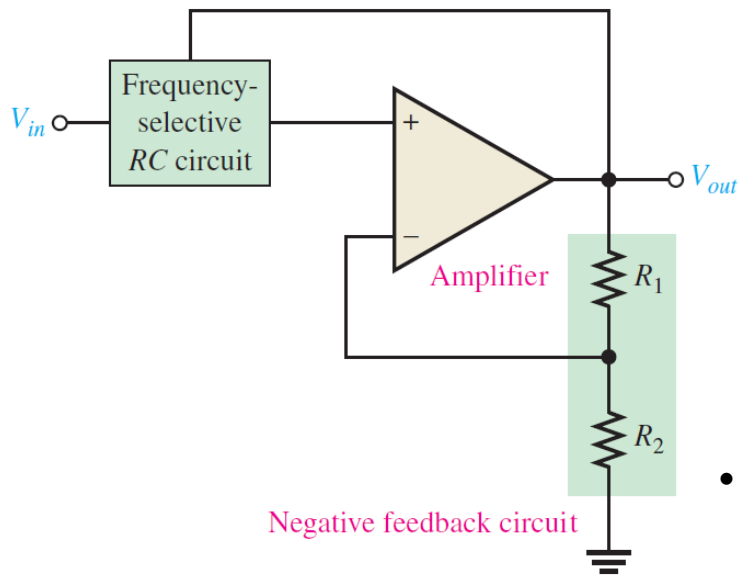 Frequency-
selective
RC circuit
V_in
+
−
V_out
Amplifier
R_1
R_2
Negative feedback circuit